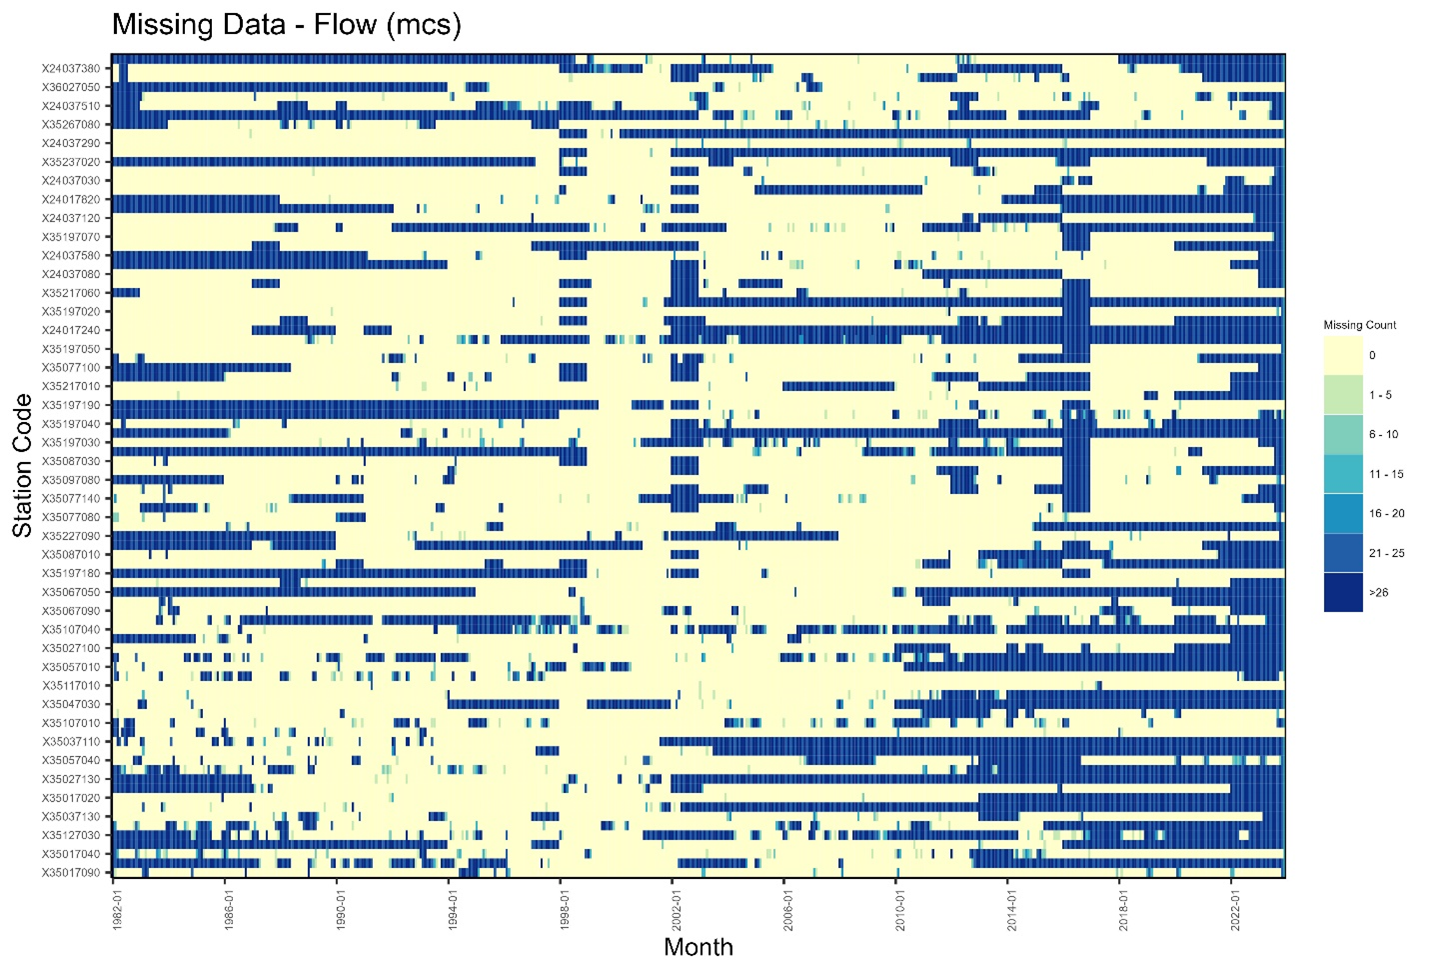 Missing Data - Flow (mcs)
Station Code
X24037380
X36027050
X24037510
X35267080
X24037290
X35237020
X24037030
X24017820
X24037120
X35197070
X24037580
X24037080
X35217060
X35197020
X24017240
X35197050
X35077100
X35217010
X35197190
X35197040
X35197030
X35087030
X35097080
X35077140
X35077080
X35227090
X35087010
X35197180
X35067050
X35067090
X35107040
X35027100
X35057010
X35117010
X35047030
X35107010
X35037110
X35057040
X35027130
X35017020
X35037130
X35127030
X35017040
X35017090
1982-01
1986-01
1990-01
1994-01
1998-01
2002-01
2006-01
2010-01
2014-01
2018-01
2022-01
Month
Missing Count
0
1 - 5
6 - 10
11 - 15
16 - 20
21 - 25
>26